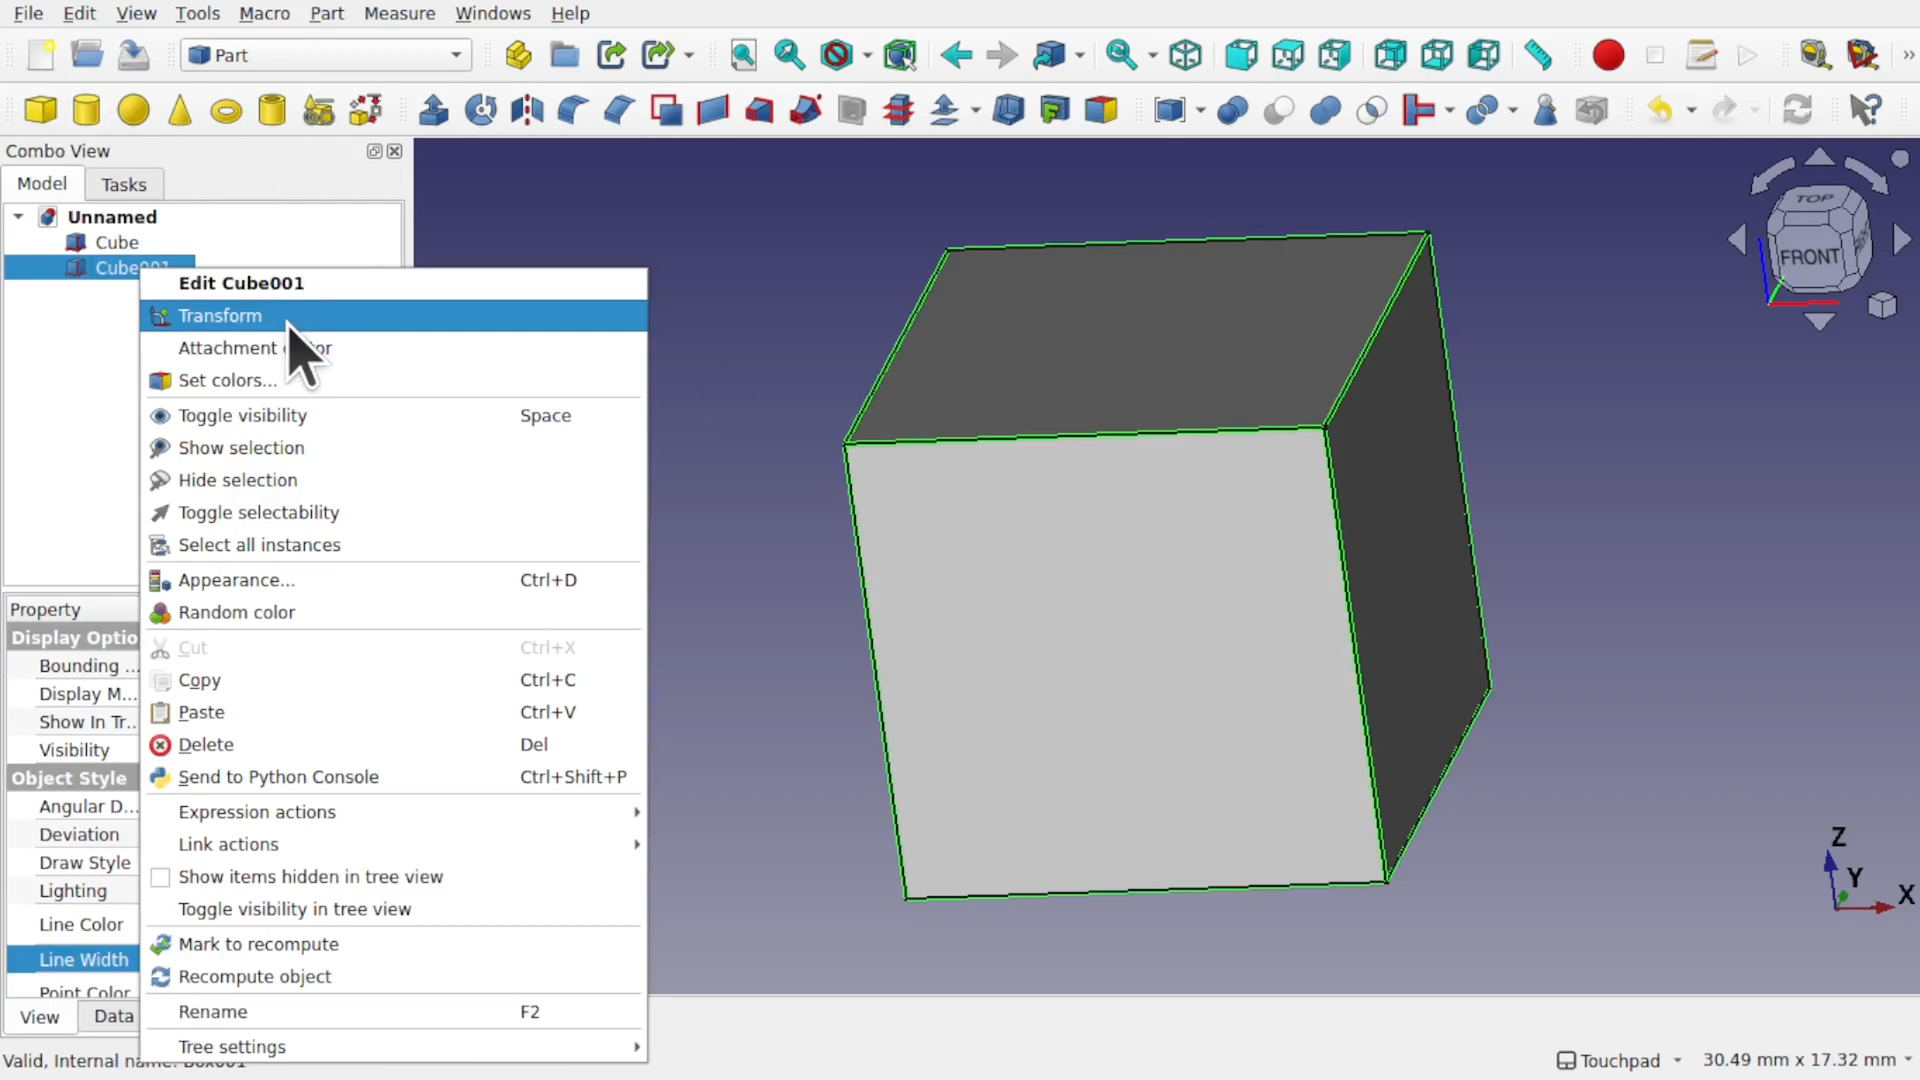 File Edit View Tools Macro Part Measure Windows Help
Part
Combo View
Model Tasks
Unnamed
Cube
Cube001
Edit Cube001
Transform
Attachment
Set colors...
Toggle visibility Space
Show selection
Hide selection
Toggle selectability
Select all instances
Appearance... Ctrl+D
Random color
Cut Ctrl+X
Copy Ctrl+C
Paste Ctrl+V
Delete Del
Send to Python Console Ctrl+Shift+P
Expression actions
Link actions
Show items hidden in tree view
Toggle visibility in tree view
Mark to recompute
Recompute object
Rename F2
Tree settings
Property
Display Optio
Bounding ...
Display M...
Show In Tr...
Visibility
Object Style
Angular D...
Deviation
Draw Style
Lighting
Line Color
Line Width
Point Color
View Data
Valid, Internal
TOP
FRONT
Z
Y
X
Touchpad 30.49 mm x 17.32 mm